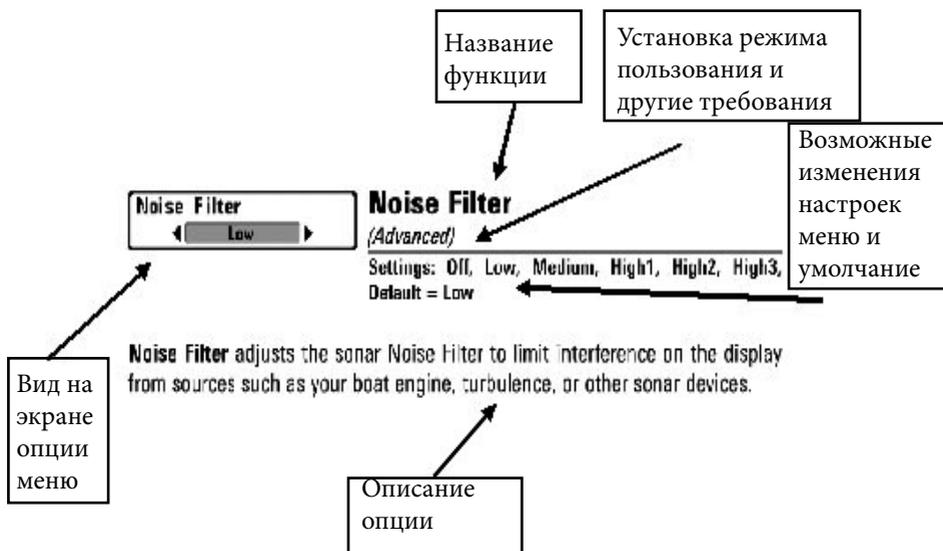 Название
функции
Установка режима
пользования и
другие требования
Возможные
изменения
настроек
меню и
умолчание
Noise Filter
Low
Noise Filter
(Advanced)
Settings: Off, Low, Medium, High1, High2, High3,
Default = Low
Noise Filter adjusts the sonar Noise Filter to limit interference on the display
from sources such as your boat engine, turbulence, or other sonar devices.
Вид на
экране
опции
меню
Описание
опции